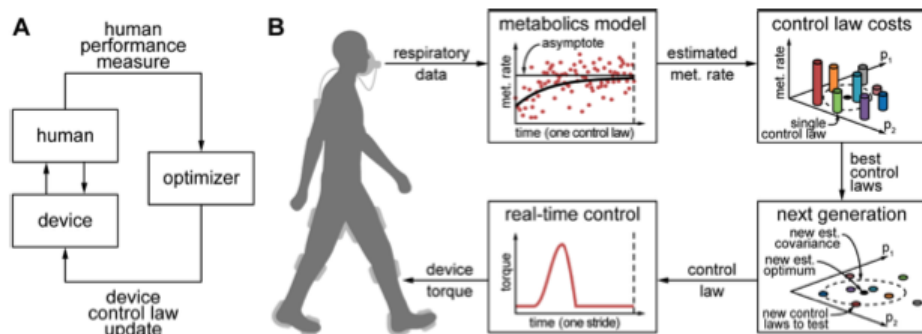 A
human
performance
measure
human
device
optimizer
device
control law
update
B
respiratory
data
metabolics model
asymptote
met. rate
time (one control law)
estimated
met. rate
control law costs
met. rate
p1
p2
single
control law
best
control
laws
next generation
new est.
covariance
new est.
optimum
new control
laws to test
p1
p2
control
law
real-time control
torque
time (one stride)
device
torque